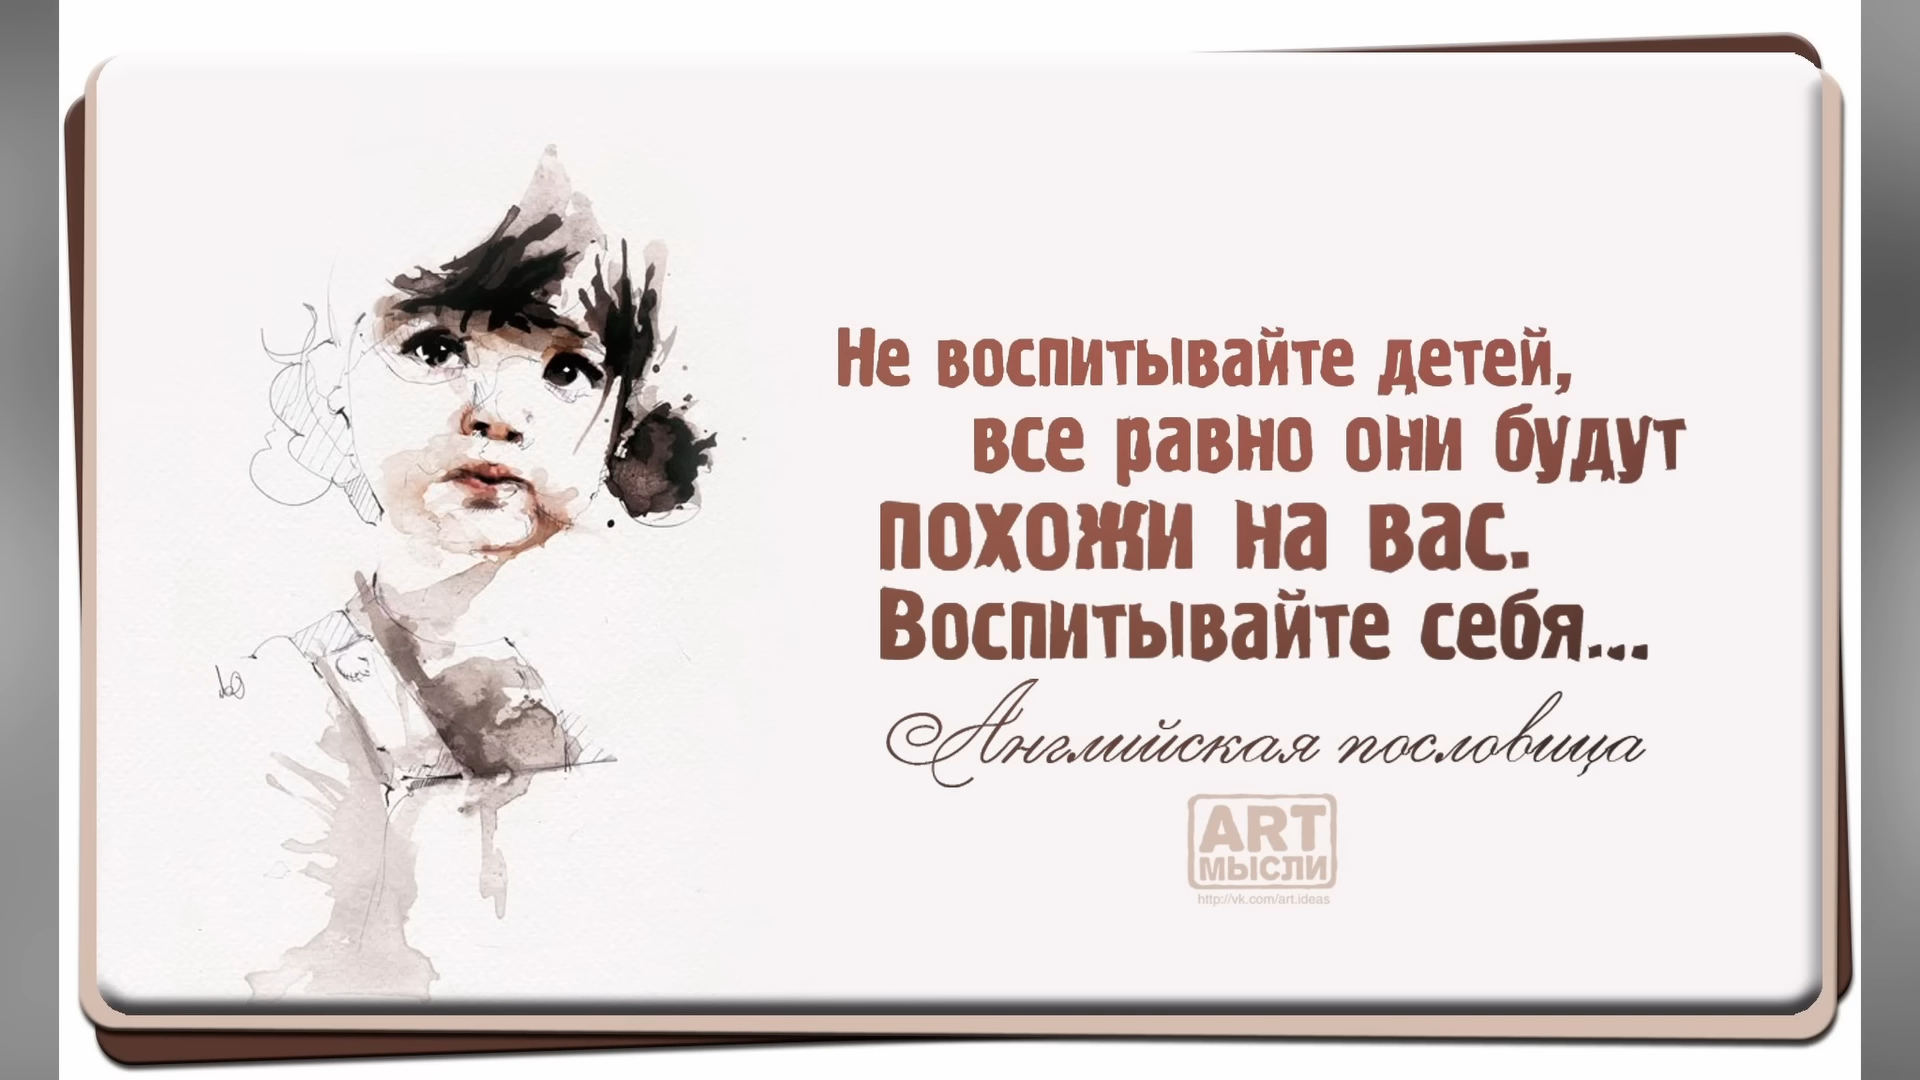 Не воспитывайте детей,
все равно они будут
похожи на вас.
Воспитывайте себя...
Английская пословица
ART
МЫСЛИ
http://vk.com/art.ideas